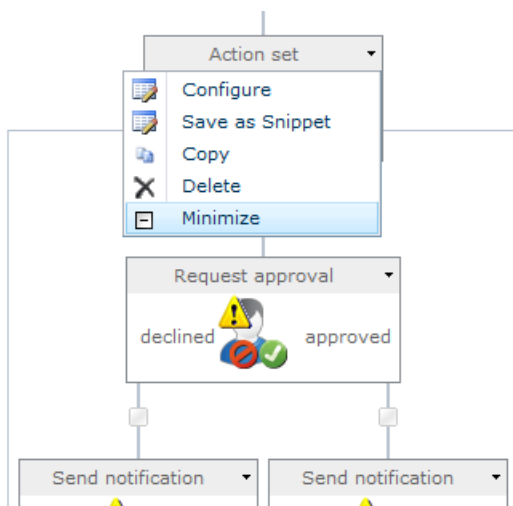 Action set
Configure
Save as Snippet
Copy
Delete
Minimize
Request approval
declined approved
Send notification Send notification